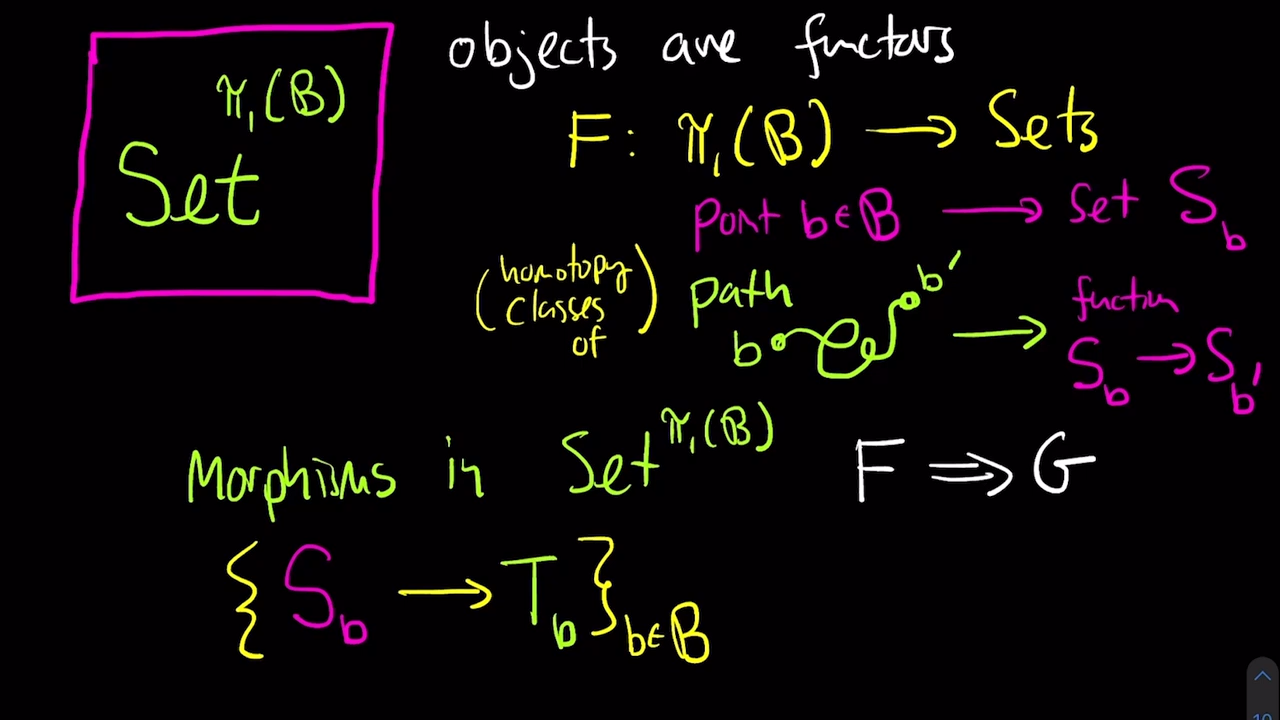 objects are functors
Set^π₁(B)
F: π₁(B) → Sets
point b∈B → Set S_b
(homotopy classes of) path b b' → function S_b → S_b'
Morphisms in Set^π₁(B) F ⇒ G
{S_b → T_b}_b∈B